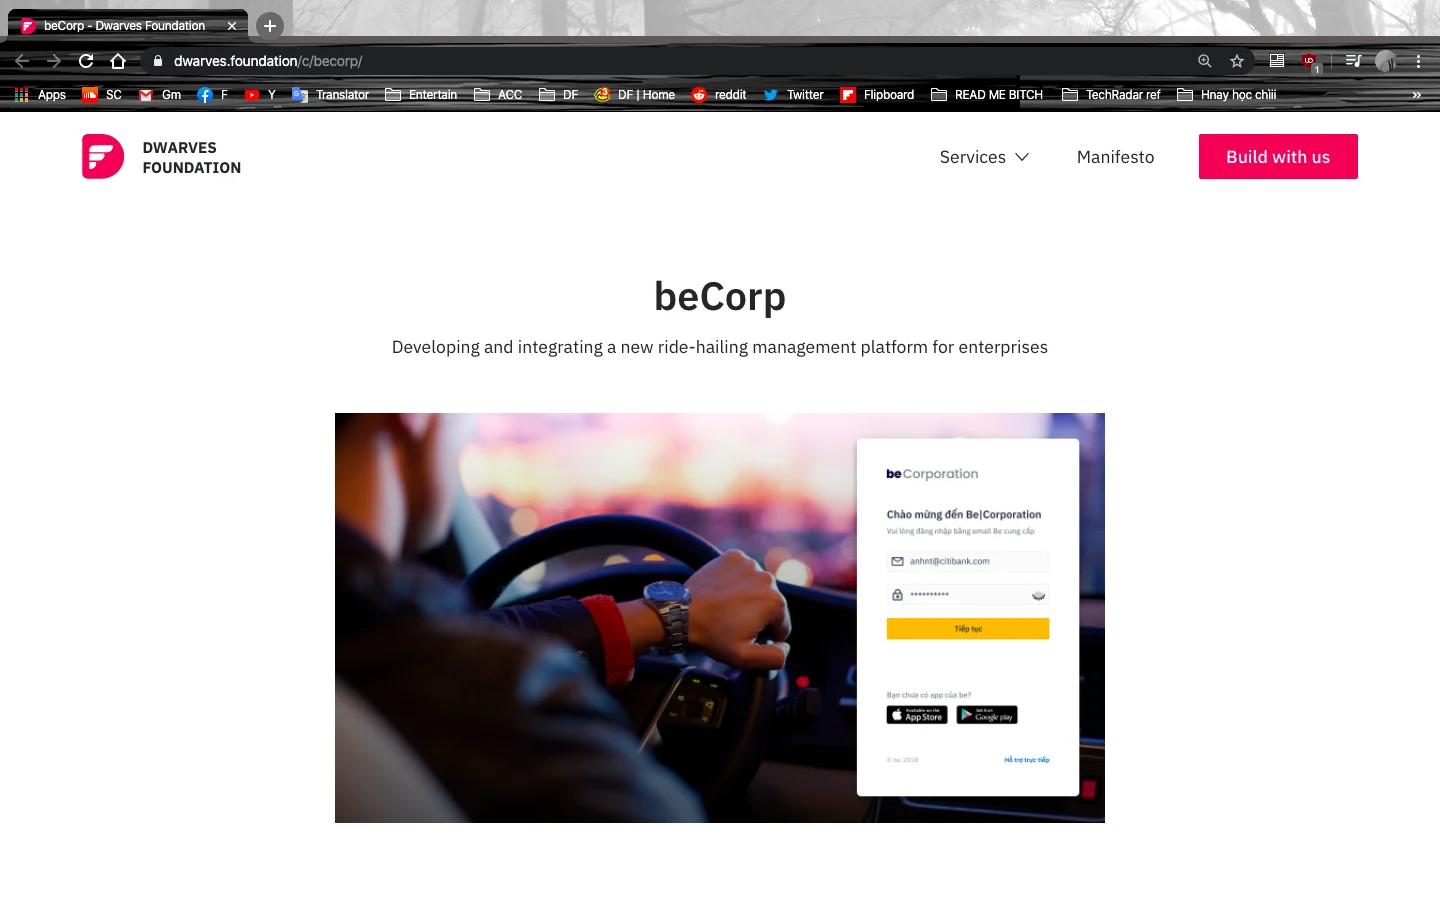 beCorp - Dwarves Foundation
dwarves.foundation/c/becorp/
1
Apps SC Gm F Y Translator Entertain ACC DF DF | Home reddit Twitter Flipboard READ ME BITCH TechRadar ref Hnay học chìii »
DWARVES
FOUNDATION
Services Manifesto Build with us
beCorp
Developing and integrating a new ride-hailing management platform for enterprises
beCorporation
Chào mừng đến Be|Corporation
Vui lòng đăng nhập bằng email Be cung cấp
anhnt@citibank.com
**********
Tiếp tục
Bạn chưa có app của be?
Available on the
App Store
Get it on
Google play
© be 2018 Hỗ trợ trực tiếp